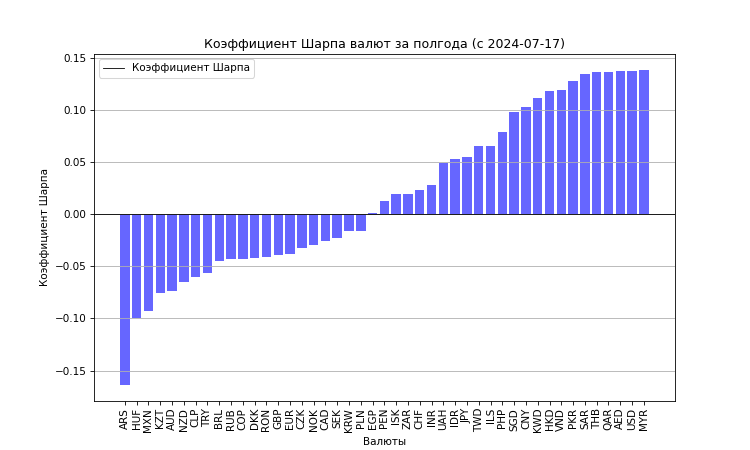 Коэффициент Шарпа валют за полгода (с 2024-07-17)
Коэффициент Шарпа
0.15
0.10
0.05
0.00
−0.05
−0.10
−0.15
Коэффициент Шарпа
ARS HUF MXN KZT AUD NZD CLP TRY BRL RUB COP DKK RON GBP EUR CZK NOK CAD SEK KRW PLN EGP PEN ISK ZAR CHF INR UAH IDR JPY TWD ILS PHP SGD CNY KWD HKD VND PKR SAR THB QAR AED USD MYR
Валюты